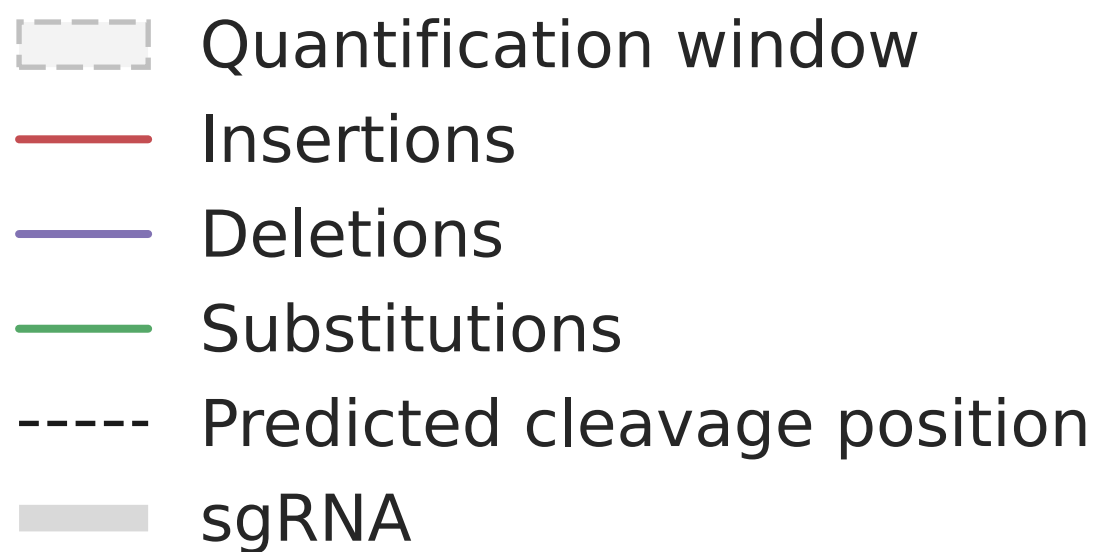 Quantification window
Insertions
Deletions
Substitutions
Predicted cleavage position
sgRNA